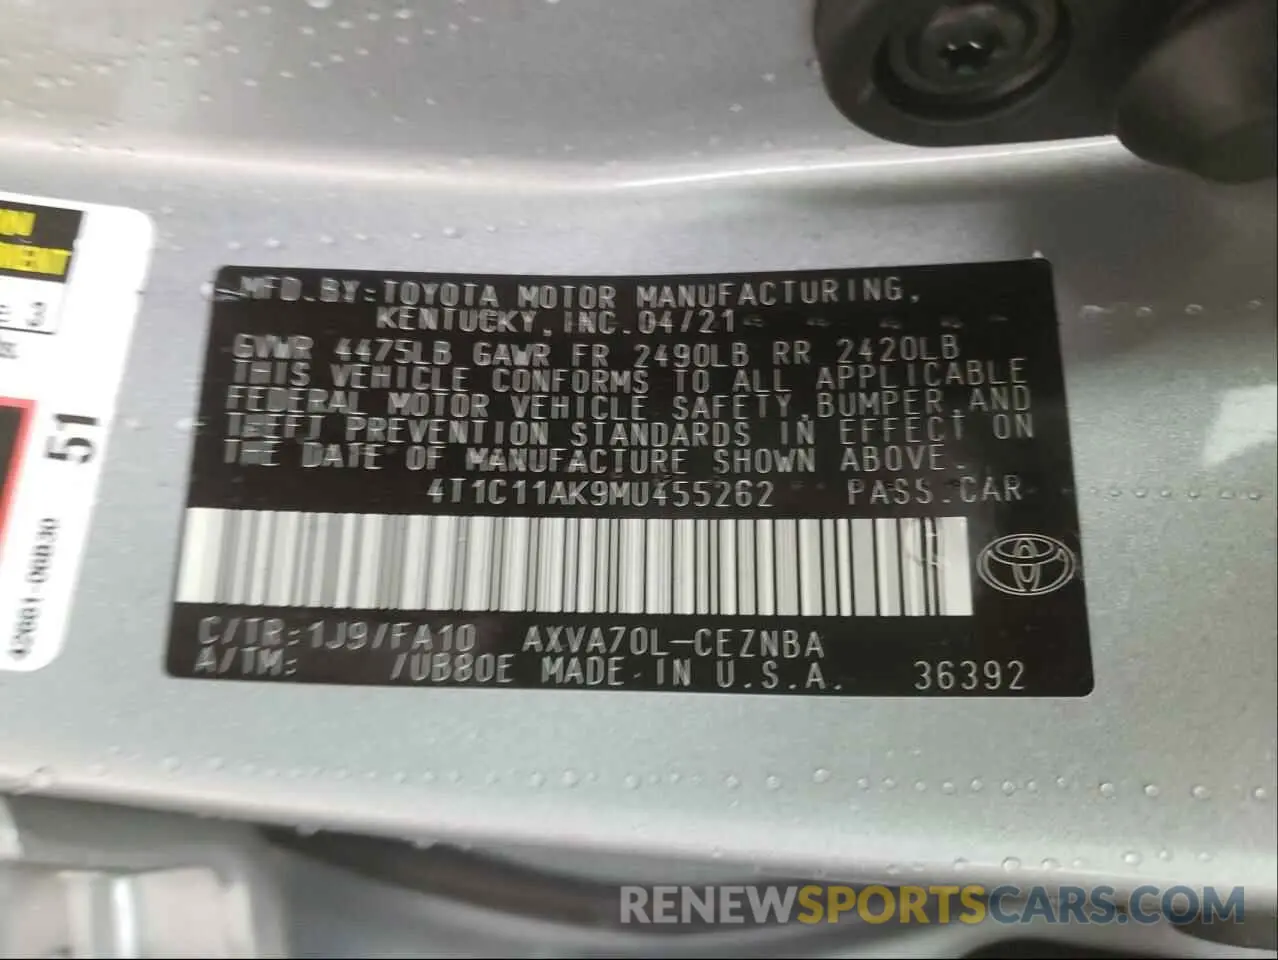 MFD.BY:TOYOTA MOTOR MANUFACTURING,
KENTUCKY,INC.04/21
GVWR 4475LB GAWR FR 2490LB RR 2420LB
THIS VEHICLE CONFORMS TO ALL APPLICABLE
FEDERAL MOTOR VEHICLE SAFETY,BUMPER,AND
THEFT PREVENTION STANDARDS IN EFFECT ON
THE DATE OF MANUFACTURE SHOWN ABOVE.
4T1C11AK9MU455262 PASS.CAR
C/TR:1J9/FA10 AXVA70L-CEZNBA
A/TM: /UB80E MADE IN U.S.A. 36392
51
RENEWSPORTSCARS.COM